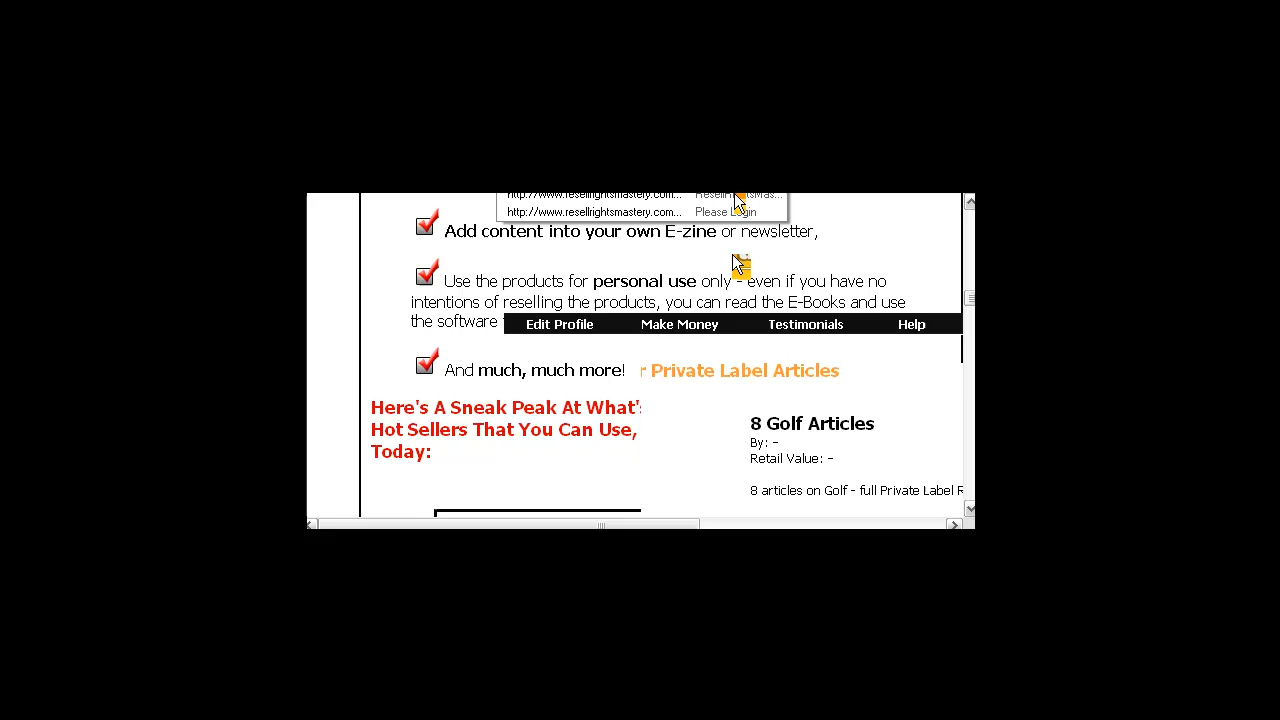 http://www.resellrightsmastery.com... ResellRightsMas...
http://www.resellrightsmastery.com... Please Login
Add content into your own E-zine or newsletter,
Use the products for personal use only - even if you have no
intentions of reselling the products, you can read the E-Books and use
the software
Edit Profile Make Money Testimonials Help
And much, much more!
r Private Label Articles
Here's A Sneak Peak At What's
Hot Sellers That You Can Use,
Today:
8 Golf Articles
By: -
Retail Value: -
8 articles on Golf - full Private Label R